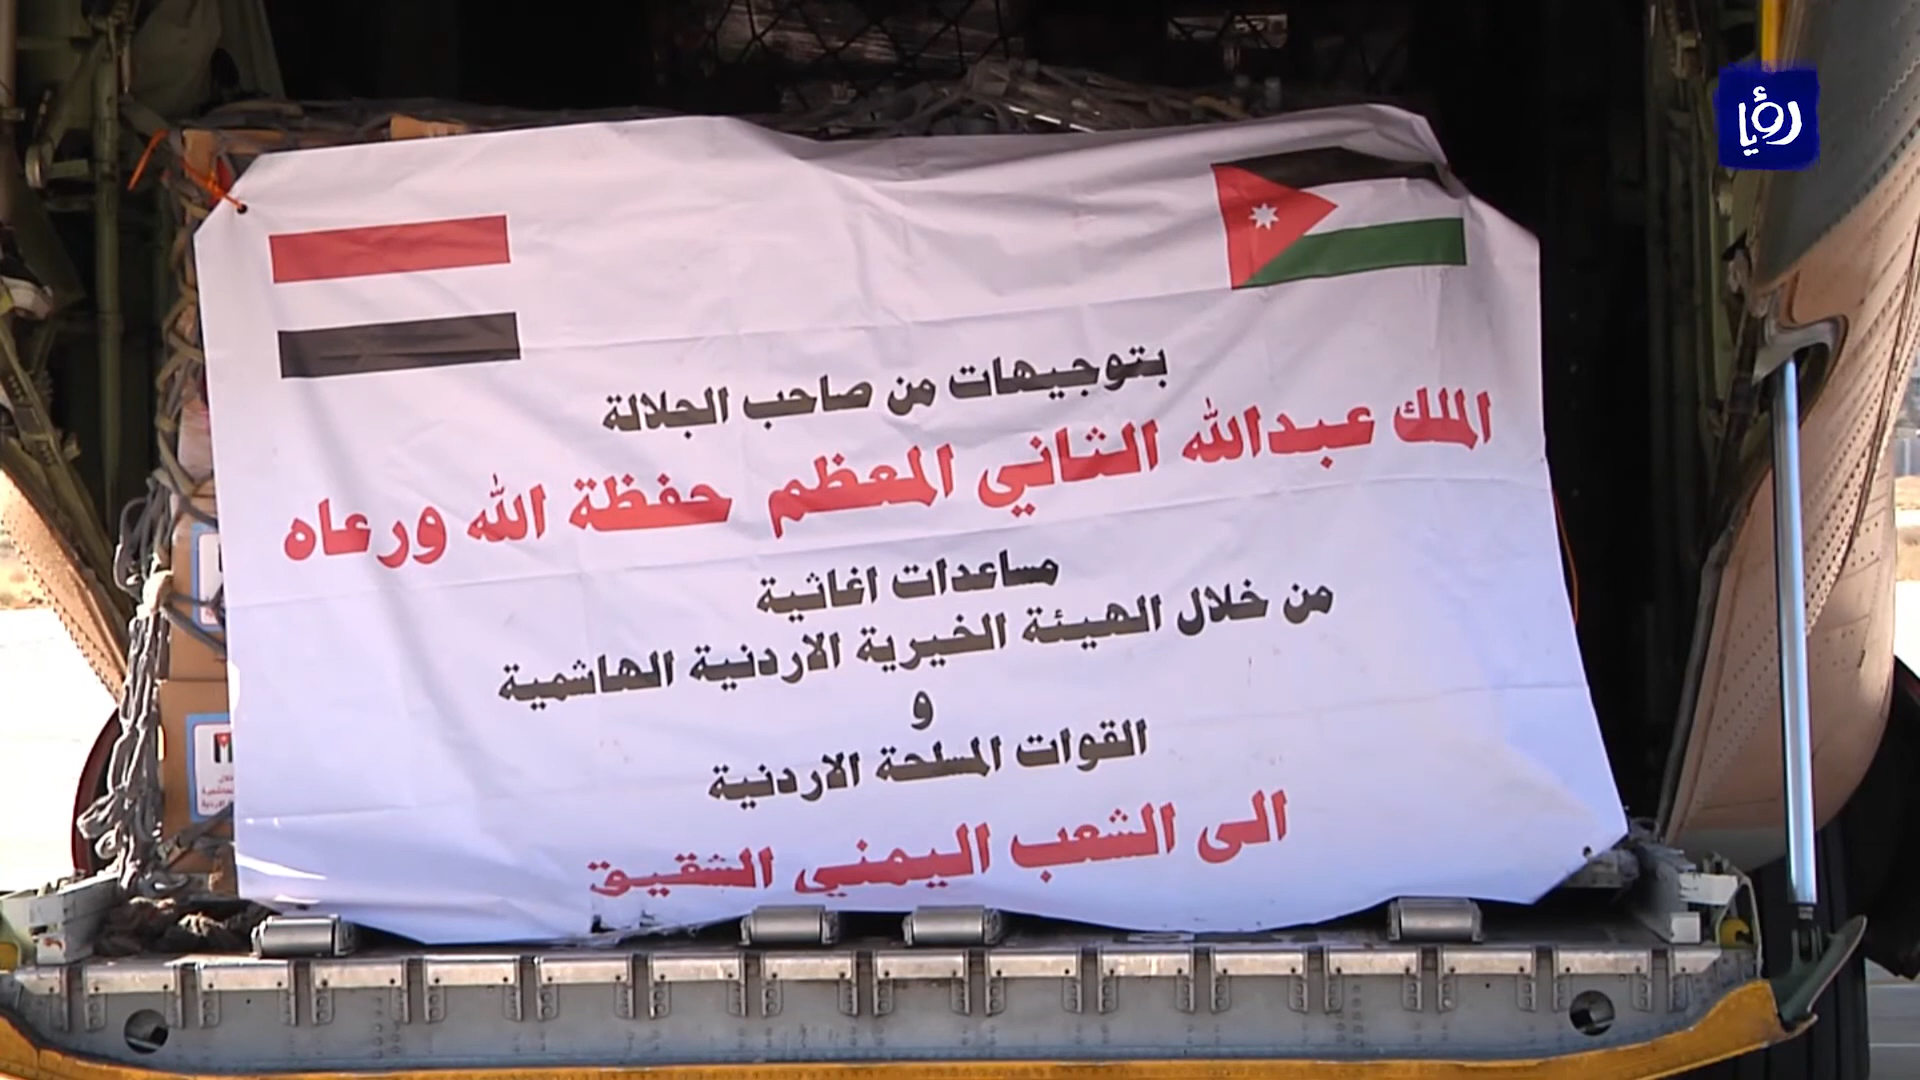 رؤيا
بتوجيهات من صاحب الجلالة
الملك عبدالله الثاني المعظم حفظة الله ورعاه
مساعدات اغاثية
من خلال الهيئة الخيرية الاردنية الهاشمية
و
القوات المسلحة الاردنية
الى الشعب اليمني الشقيق